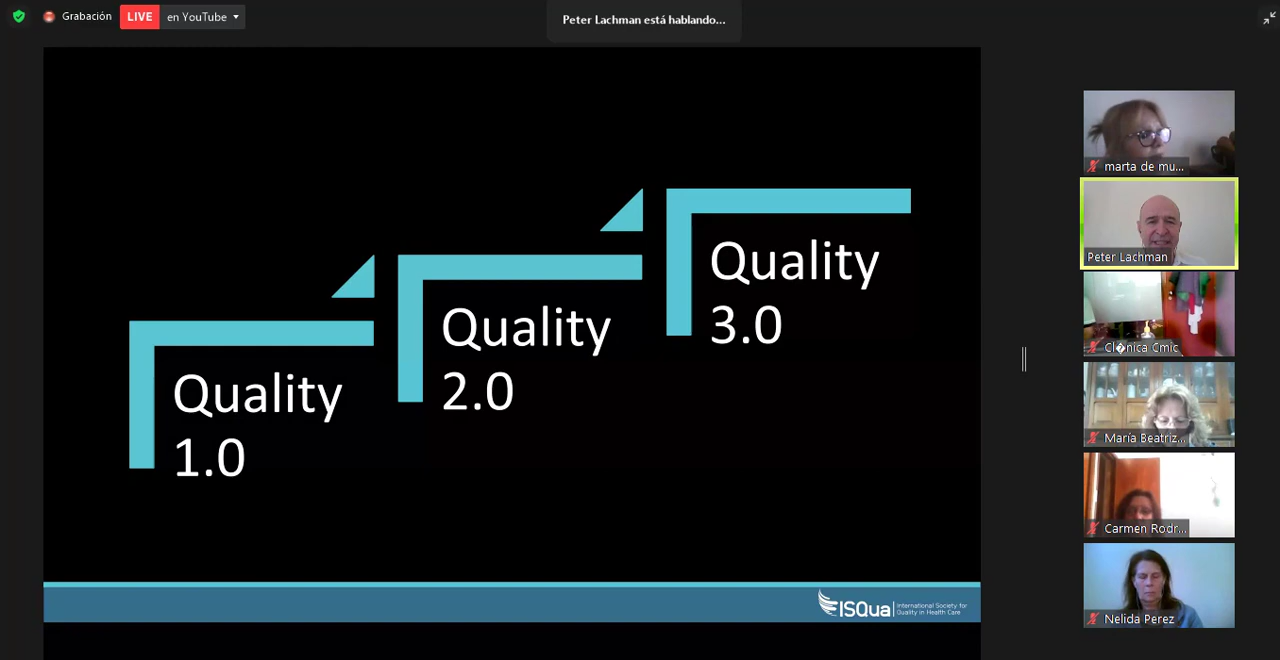 Grabación
LIVE
en YouTube
Peter Lachman está hablando...
Quality
1.0
Quality
2.0
Quality
3.0
ISQua
International Society for
Quality in Health Care
marta de mu...
Peter Lachman
Cl�nica Cmic
María Beatriz...
Carmen Rodr...
Nelida Perez